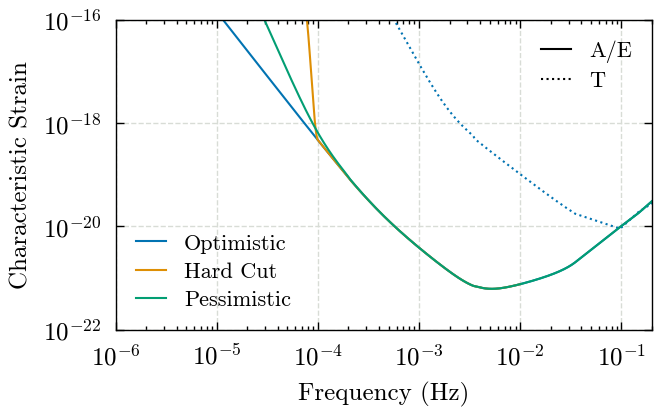 10⁻¹⁶
10⁻¹⁸
10⁻²⁰
10⁻²²
Characteristic Strain
A/E
T
Optimistic
Hard Cut
Pessimistic
10⁻⁶ 10⁻⁵ 10⁻⁴ 10⁻³ 10⁻² 10⁻¹
Frequency (Hz)